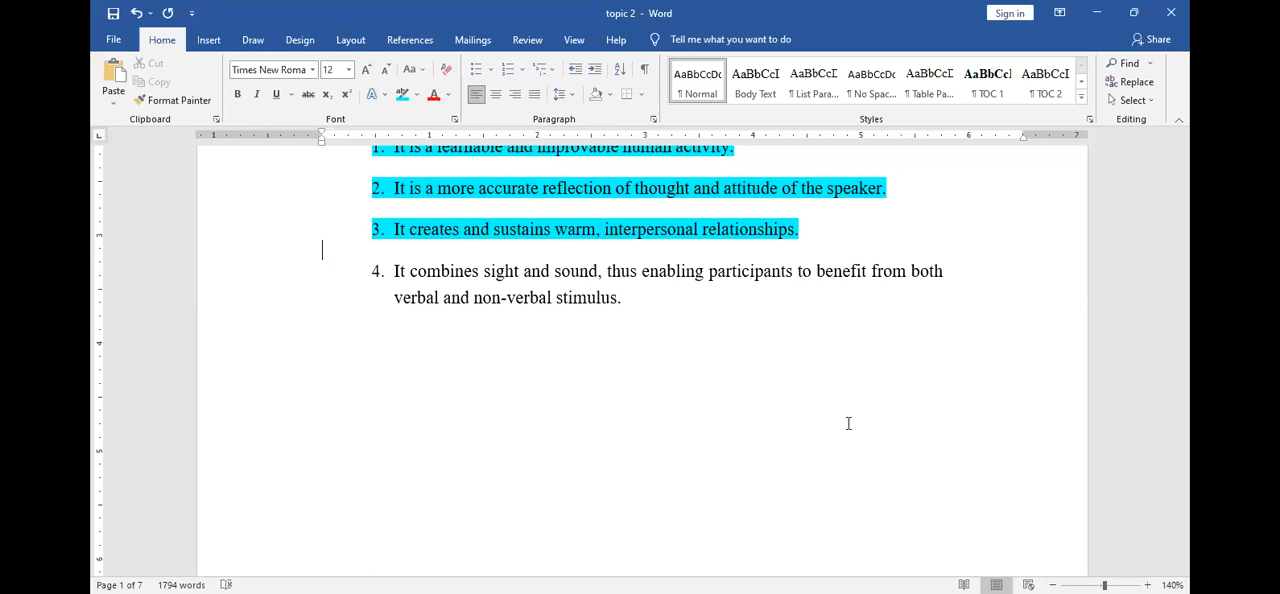 topic 2 - Word
Sign in
File Home Insert Draw Design Layout References Mailings Review View Help Tell me what you want to do Share
Paste
Cut
Copy
Format Painter
Clipboard
Times New Roma 12
Font
Paragraph
AaBbCcDc AaBbCcI AaBbCcI AaBbCcDc AaBbCcI AaBbCcI AaBbCcI
¶ Normal Body Text ¶ List Para... ¶ No Spac... ¶ Table Pa... ¶ TOC 1 ¶ TOC 2
Styles
Find
Replace
Select
Editing
1. It is a learnable and improvable human activity.
2. It is a more accurate reflection of thought and attitude of the speaker.
3. It creates and sustains warm, interpersonal relationships.
4. It combines sight and sound, thus enabling participants to benefit from both
verbal and non-verbal stimulus.
Page 1 of 7 1794 words 140%